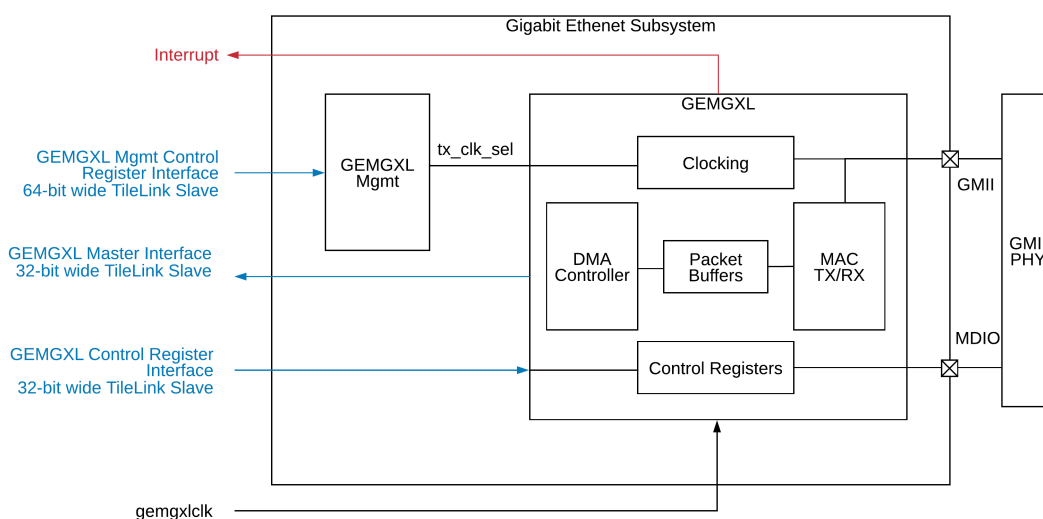 Gigabit Ethenet Subsystem
Interrupt
GEMGXL
tx_clk_sel
GEMGXL
Mgmt
Clocking
GEMGXL Mgmt Control
Register Interface
64-bit wide TileLink Slave
GMII
GEMGXL Master Interface
32-bit wide TileLink Slave
DMA
Controller
Packet
Buffers
MAC
TX/RX
GMI
PHY
MDIO
GEMGXL Control Register
Interface
32-bit wide TileLink Slave
Control Registers
gemgxlclk